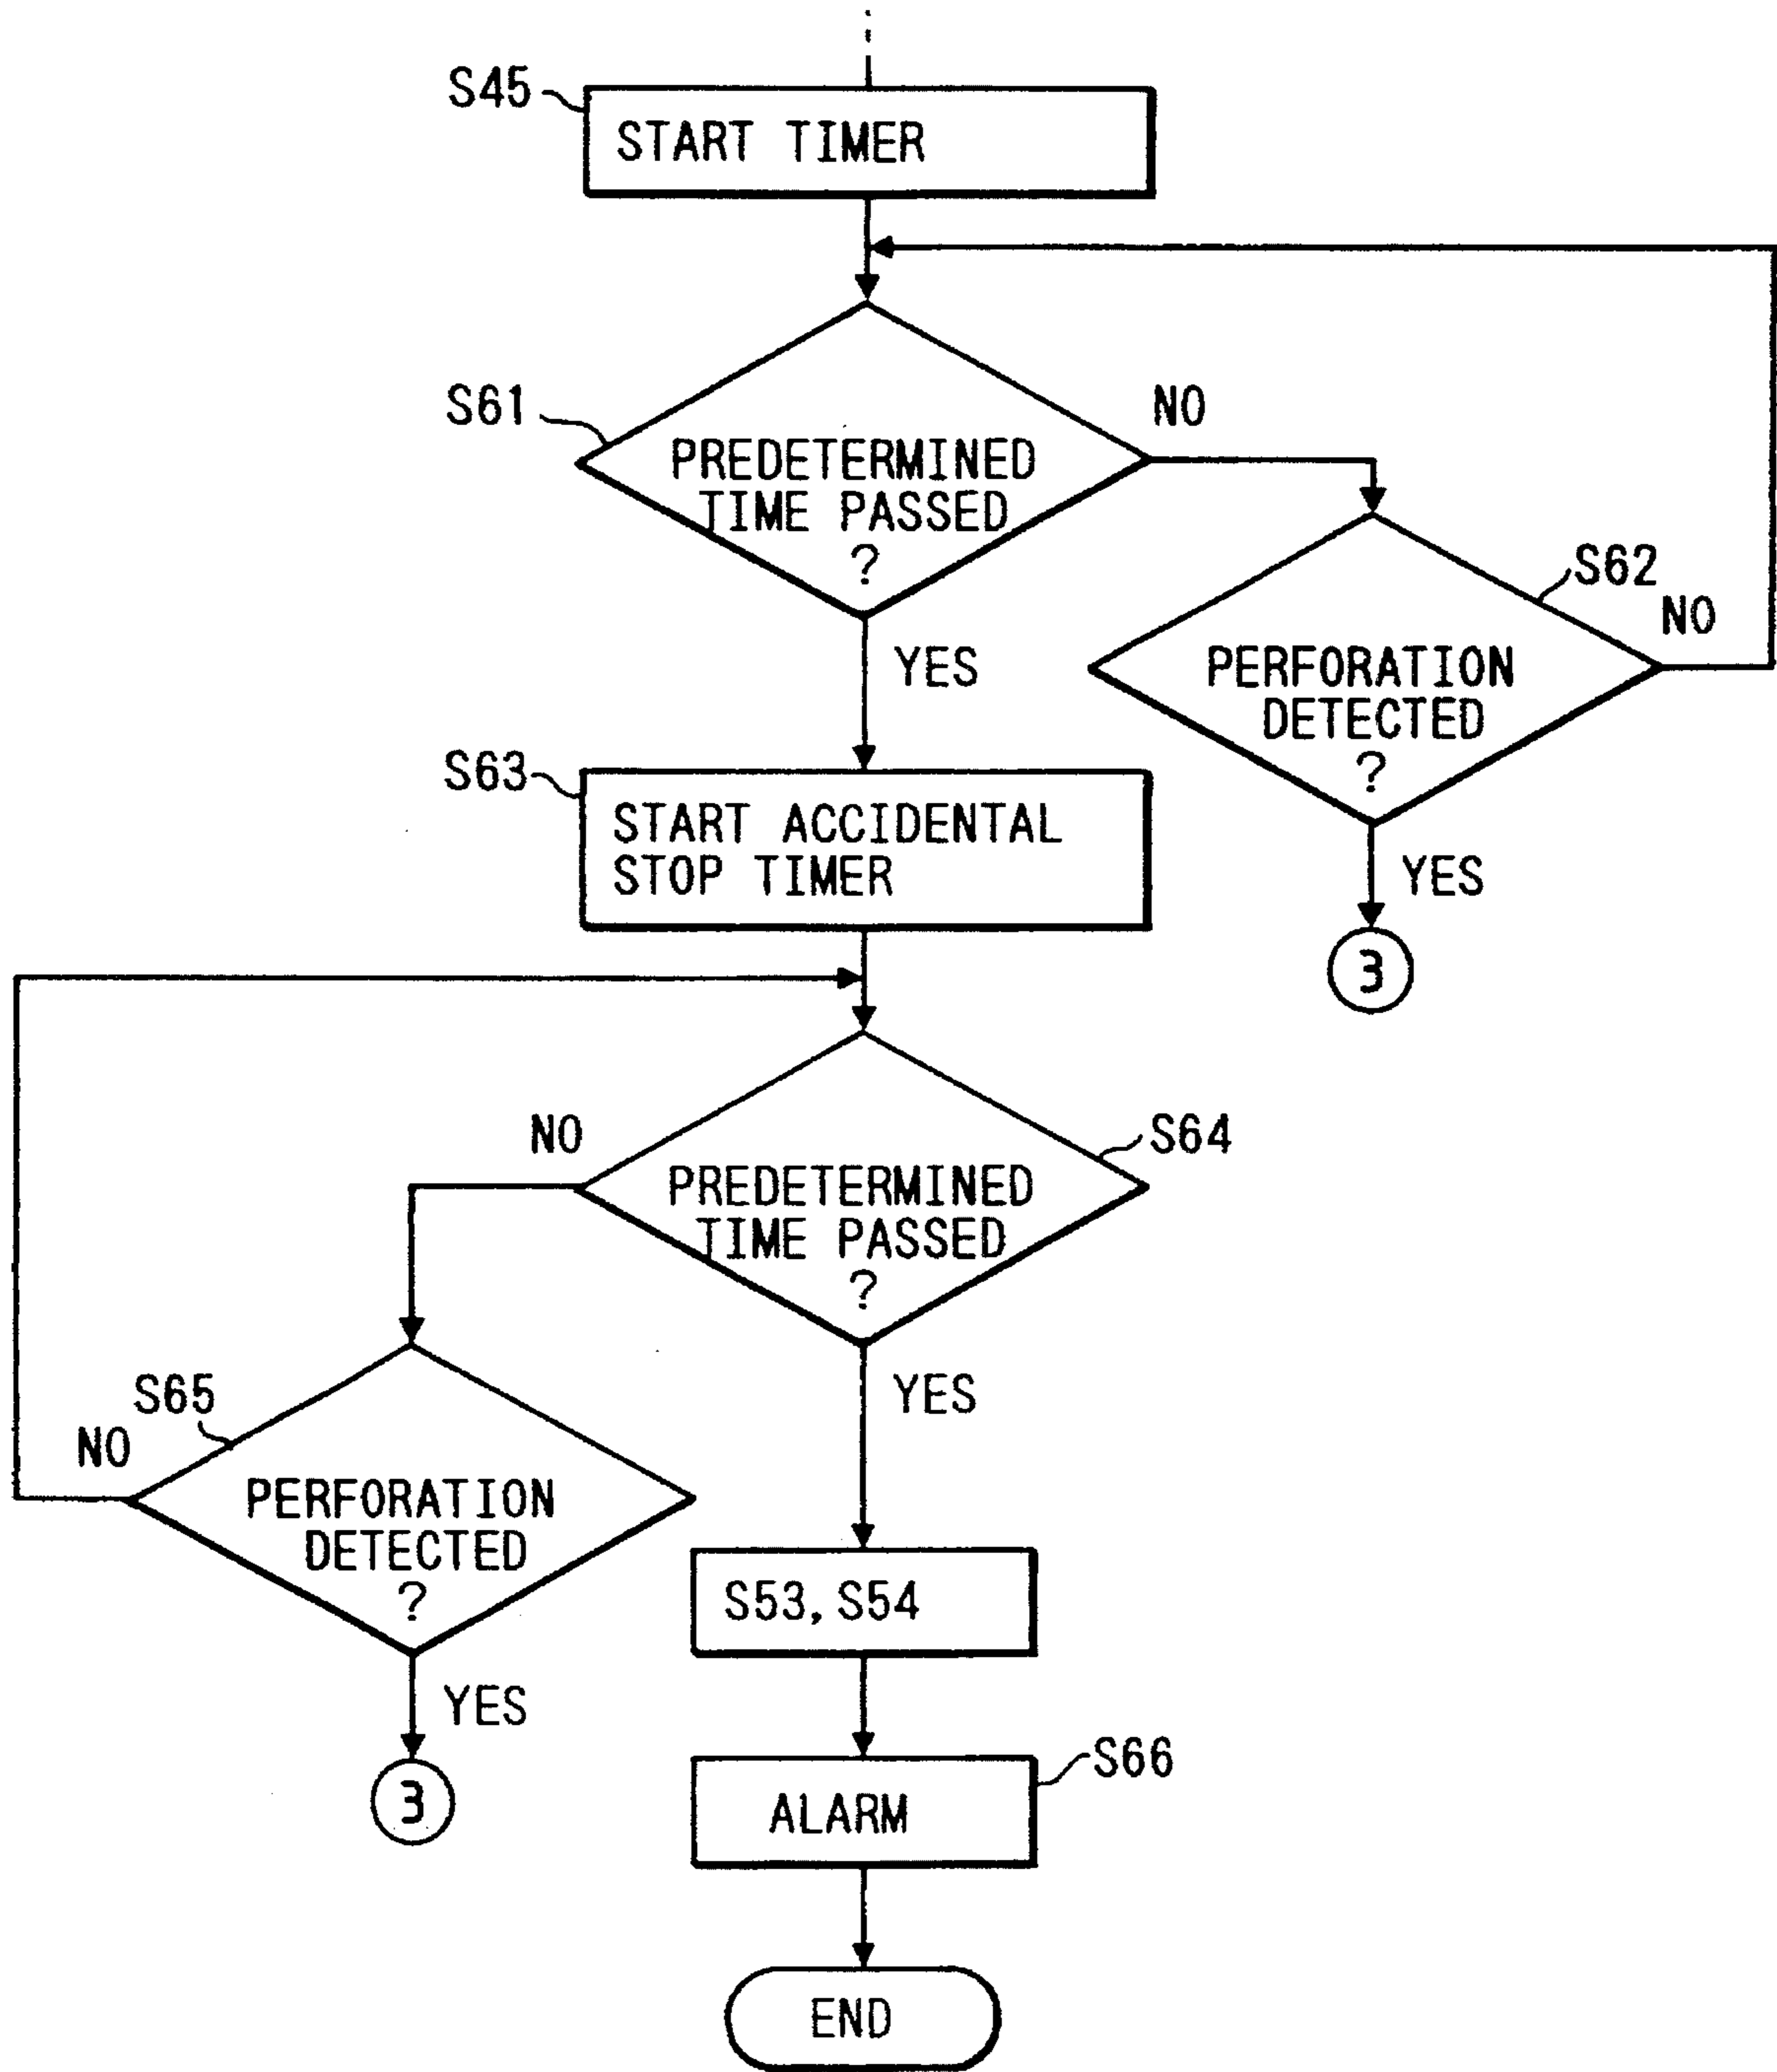 S45
START TIMER
S61
NO
PREDETERMINED
TIME PASSED
?
S62
NO
YES
PERFORATION
DETECTED
?
S63
START ACCIDENTAL
STOP TIMER
YES
3
NO
S64
PREDETERMINED
TIME PASSED
?
S65
YES
NO
PERFORATION
DETECTED
?
S53, S54
YES
S66
3
ALARM
END